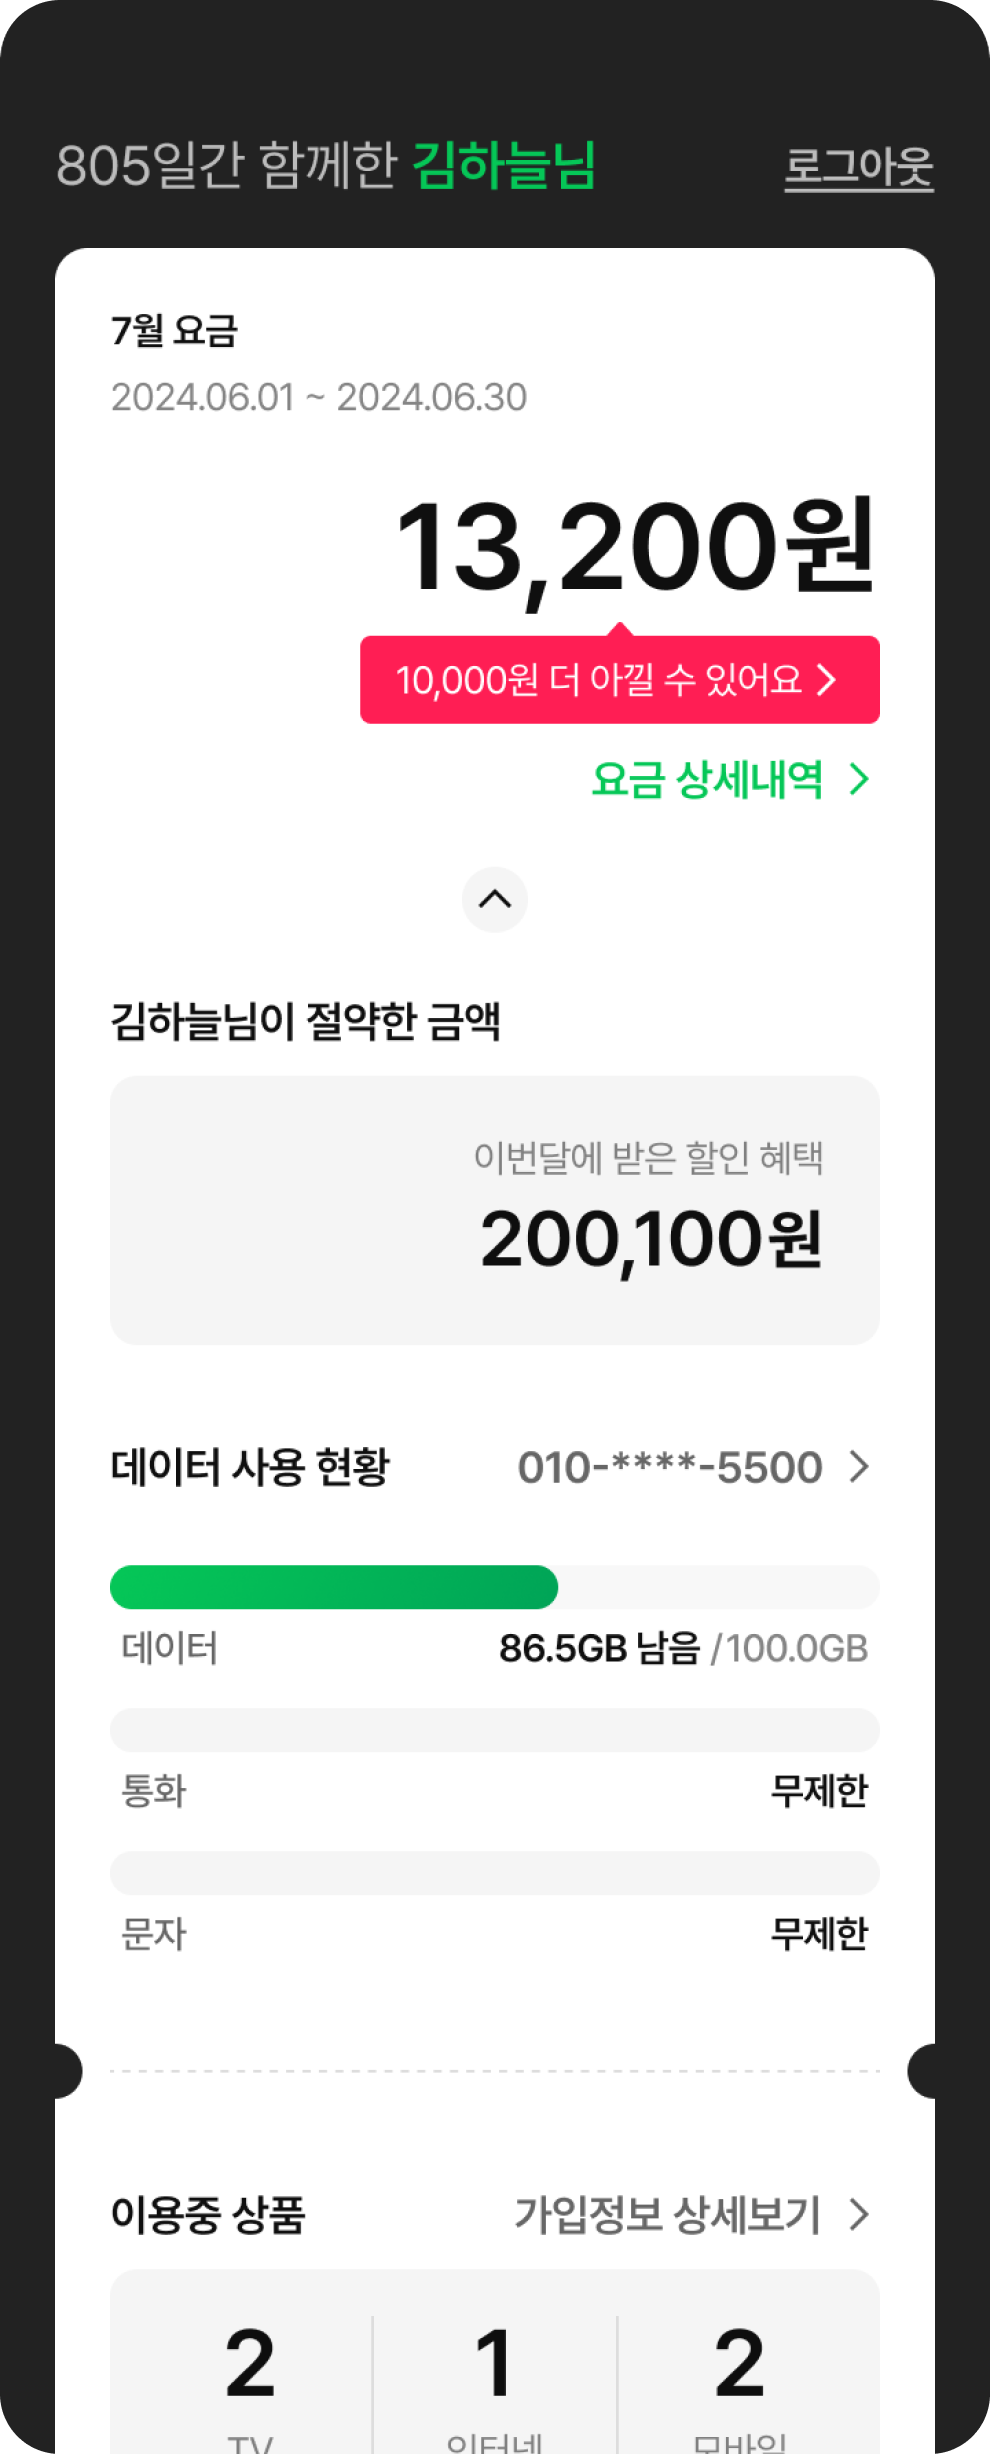 805일간 함께한 김하늘님
로그아웃
7월 요금
2024.06.01 ~ 2024.06.30
13,200원
10,000원 더 아낄 수 있어요
요금 상세내역
김하늘님이 절약한 금액
이번달에 받은 할인 혜택
200,100원
데이터 사용 현황
010-****-5500
데이터
86.5GB 남음 /100.0GB
통화
무제한
문자
무제한
이용중 상품
가입정보 상세보기
2
1
2
TV
인터넷
모바일